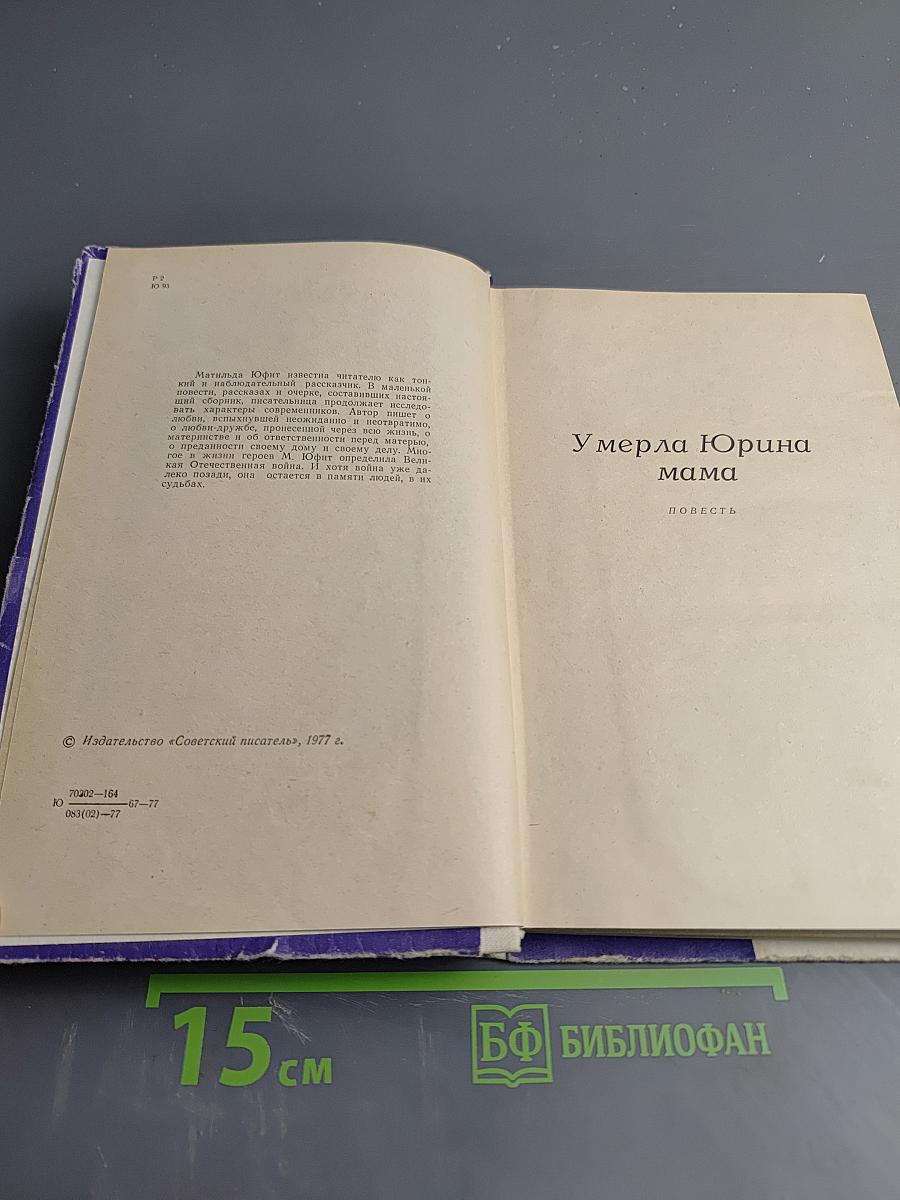 Р 2
Ю 93
Матильда Юфит известна читателю как тон-
кий и наблюдательный рассказчик. В маленькой
повести, рассказах и очерке, составивших настоя-
щий сборник, писательница продолжает исследо-
вать характеры современников. Автор пишет о
любви, вспыхнувшей неожиданно и неотвратимо,
о любви-дружбе, пронесенной через всю жизнь, о
материнстве и об ответственности перед матерью,
о преданности своему дому и своему делу. Мно-
гое в жизни героев М. Юфит определила Вели-
кая Отечественная война. И хотя война уже да-
леко позади, она остается в памяти людей, в их
судьбах.
© Издательство «Советский писатель», 1977 г.
70302—164
Ю 67—77
083(02)—77
Умерла Юрина
мама
ПОВЕСТЬ
15 см
БФ БИБЛИОФАН